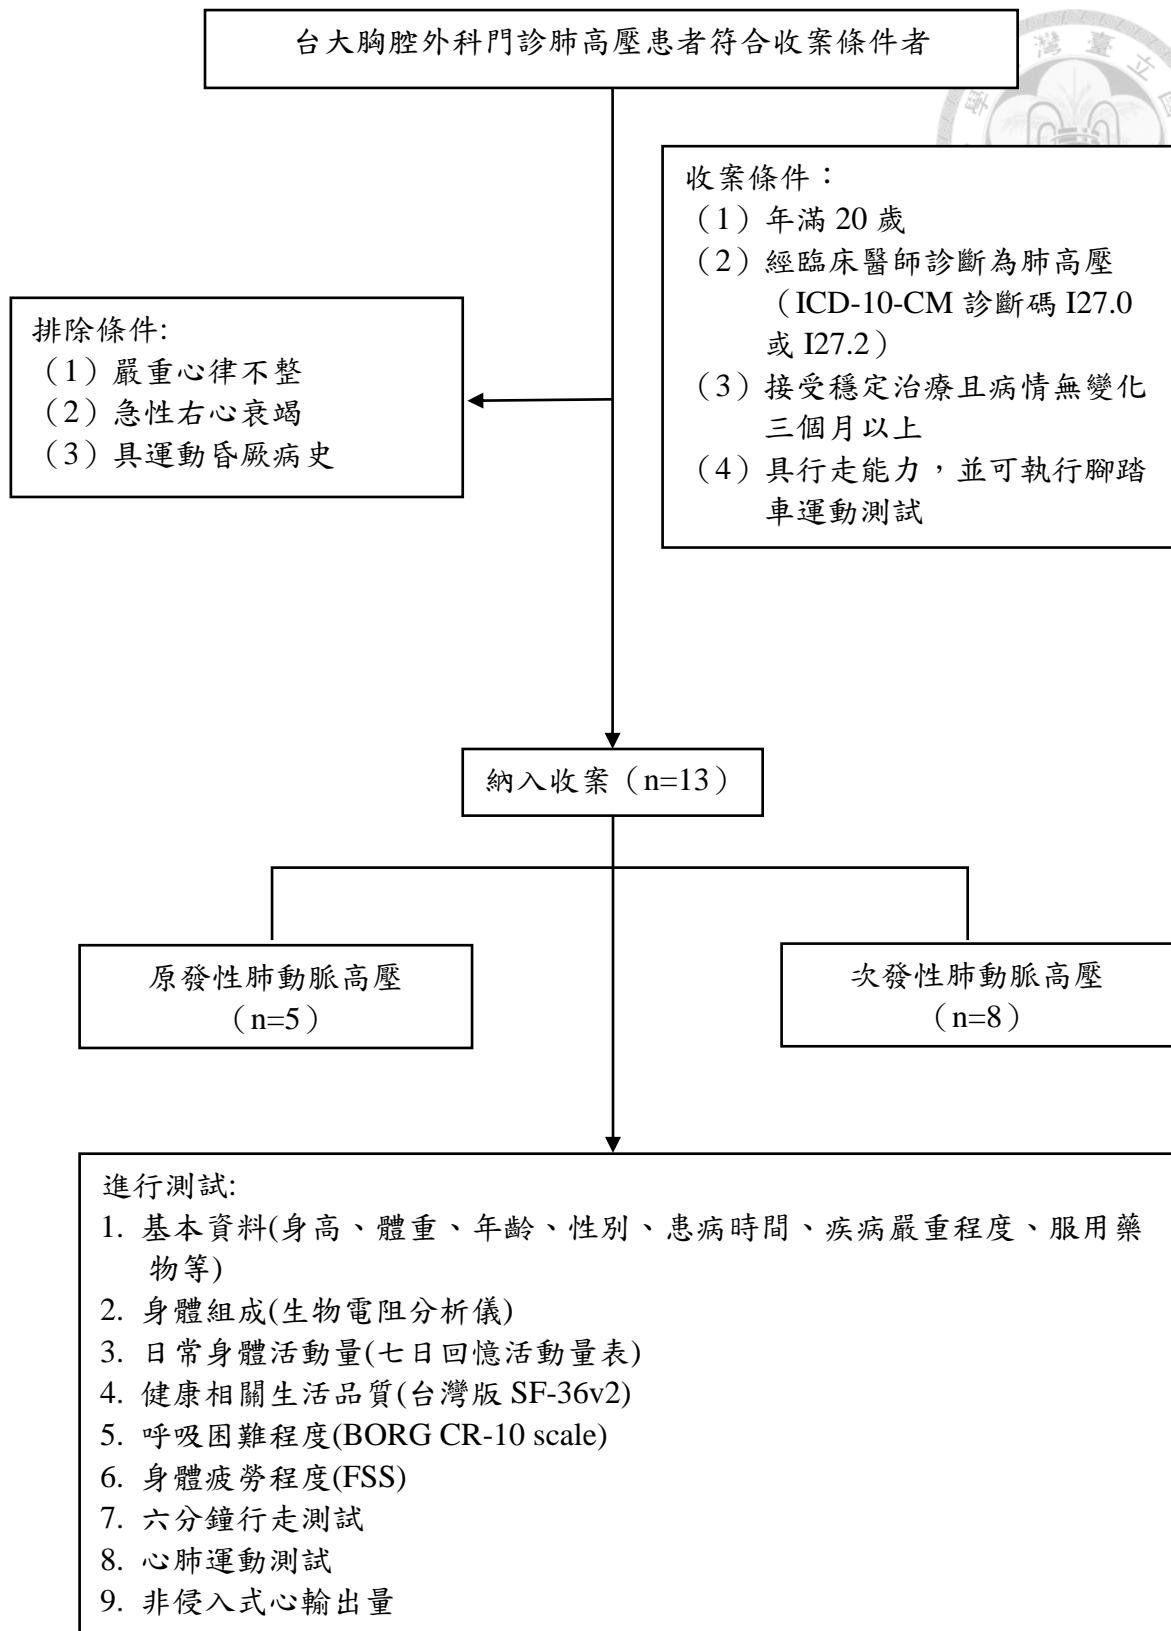 台大胸腔外科門診肺高壓患者符合收案條件者
灣臺立國
學
收案條件：
（1）年滿 20 歲
（2）經臨床醫師診斷為肺高壓
（ICD-10-CM 診斷碼 I27.0
或 I27.2）
（3）接受穩定治療且病情無變化
三個月以上
（4）具行走能力，並可執行腳踏
車運動測試
排除條件:
（1）嚴重心律不整
（2）急性右心衰竭
（3）具運動昏厥病史
納入收案（n=13）
原發性肺動脈高壓
（n=5）
次發性肺動脈高壓
（n=8）
進行測試:
1. 基本資料(身高、體重、年齡、性別、患病時間、疾病嚴重程度、服用藥
物等)
2. 身體組成(生物電阻分析儀)
3. 日常身體活動量(七日回憶活動量表)
4. 健康相關生活品質(台灣版 SF-36v2)
5. 呼吸困難程度(BORG CR-10 scale)
6. 身體疲勞程度(FSS)
7. 六分鐘行走測試
8. 心肺運動測試
9. 非侵入式心輸出量